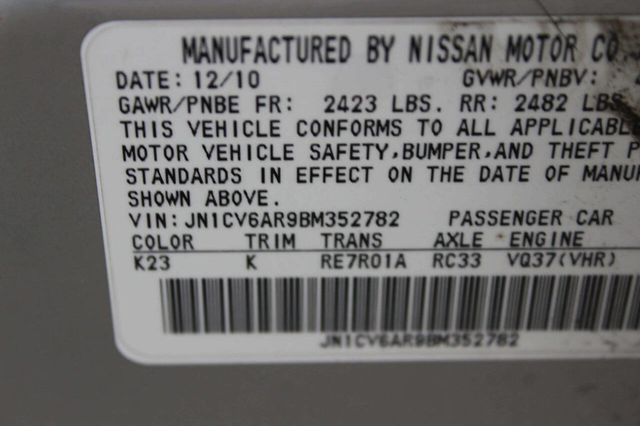 MANUFACTURED BY NISSAN MOTOR CO.
DATE: 12/10 GVWR/PNBV:
GAWR/PNBE FR: 2423 LBS. RR: 2482 LBS
THIS VEHICLE CONFORMS TO ALL APPLICABLE
MOTOR VEHICLE SAFETY,BUMPER,AND THEFT P
STANDARDS IN EFFECT ON THE DATE OF MANUF
SHOWN ABOVE.
VIN:JN1CV6AR9BM352782 PASSENGER CAR
COLOR TRIM TRANS AXLE ENGINE
K23 K RE7R01A RC33 VQ37(VHR)
JN1CV6AR9BM352782